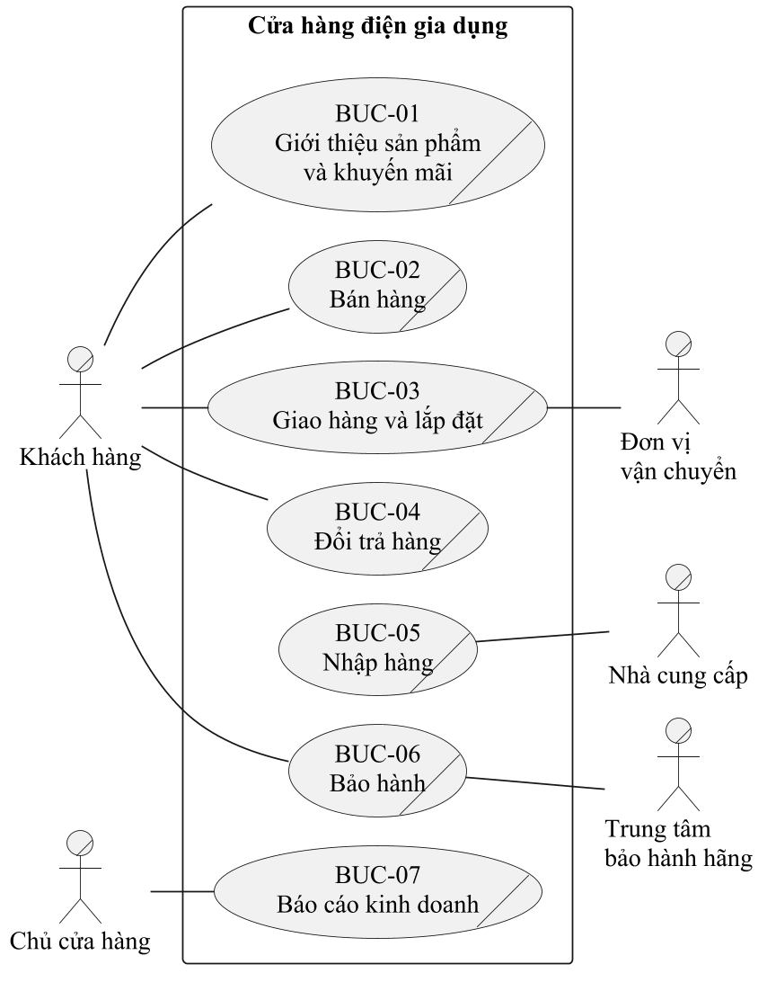 Cửa hàng điện gia dụng
BUC-01
Giới thiệu sản phẩm
và khuyến mãi
BUC-02
Bán hàng
BUC-03
Giao hàng và lắp đặt
Khách hàng
Đơn vị
vận chuyển
BUC-04
Đổi trả hàng
BUC-05
Nhập hàng
Nhà cung cấp
BUC-06
Bảo hành
Trung tâm
bảo hành hãng
BUC-07
Báo cáo kinh doanh
Chủ cửa hàng